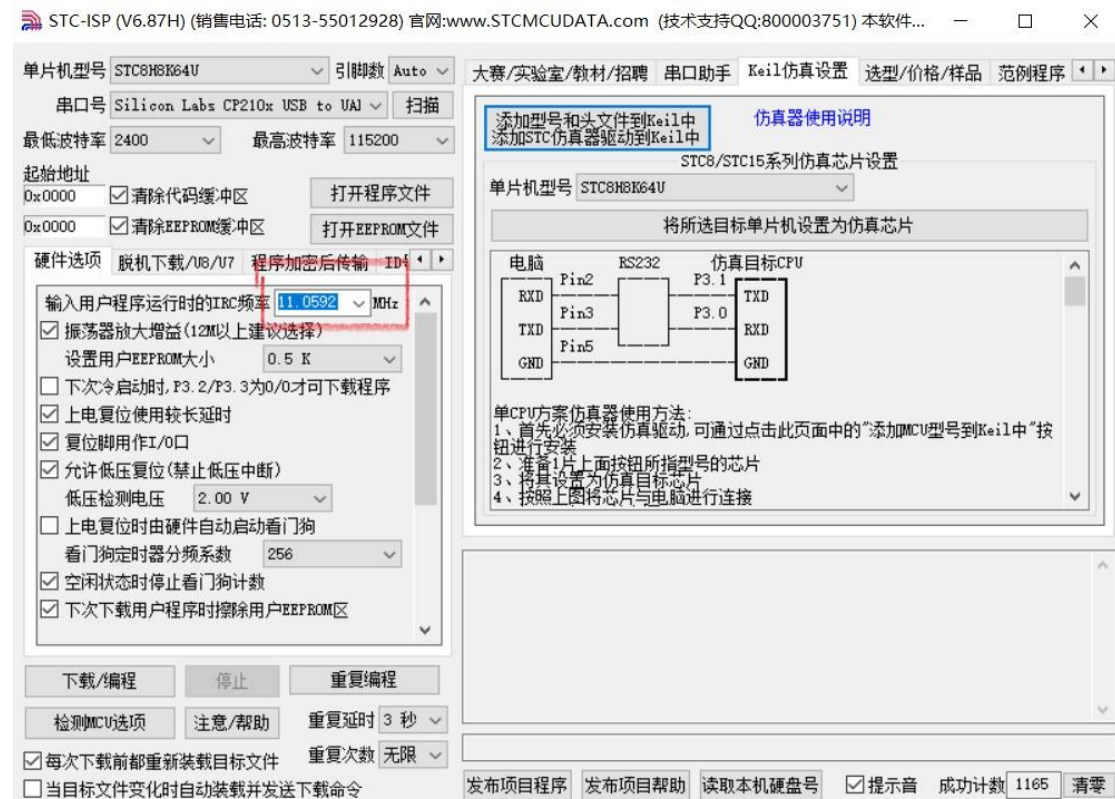 STC-ISP (V6.87H) (销售电话: 0513-55012928) 官网:www.STCMCUDATA.com (技术支持QQ:800003751) 本软件...
单片机型号 STC8H8K64U 引脚数 Auto
串口号 Silicon Labs CP210x USB to UA 扫描
最低波特率 2400 最高波特率 115200
起始地址
0x0000 清除代码缓冲区 打开程序文件
0x0000 清除EEPROM缓冲区 打开EEPROM文件
硬件选项 脱机下载/U8/U7 程序加密后传输
输入用户程序运行时的IRC频率 11.0592 MHz
振荡器放大增益(12M以上建议选择)
设置用户EEPROM大小 0.5 K
下次冷启动时,P3.2/P3.3为0/0才可下载程序
上电复位使用较长延时
复位脚用作I/O口
允许低压复位(禁止低压中断)
低压检测电压 2.00 V
上电复位时由硬件自动启动看门狗
看门狗定时器分频系数 256
空闲状态时停止看门狗计数
下次下载用户程序时擦除用户EEPROM区
下载/编程 停止 重复编程
检测MCU选项 注意/帮助 重复延时 3 秒
每次下载前都重新装载目标文件 重复次数 无限
当目标文件变化时自动装载并发送下载命令
大赛/实验室/教材/招聘 串口助手 Keil仿真设置 选型/价格/样品 范例程序
添加型号和头文件到Keil中
添加STC仿真器驱动到Keil中
仿真器使用说明
STC8/STC15系列仿真芯片设置
单片机型号 STC8H8K64U
将所选目标单片机设置为仿真芯片
电脑 RS232 仿真目标CPU
RXD Pin2 P3.1 TXD
TXD Pin3 P3.0 RXD
GND Pin5 GND
单CPU方案仿真器使用方法:
1、首先必须安装仿真驱动,可通过点击此页面中的"添加MCU型号到Keil中"按
钮进行安装
2、准备1片上面按钮所指型号的芯片
3、将其设置为仿真目标芯片
4、按照上图将芯片与电脑进行连接
发布项目程序 发布项目帮助 读取本机硬盘号 提示音 成功计数 1165 清零